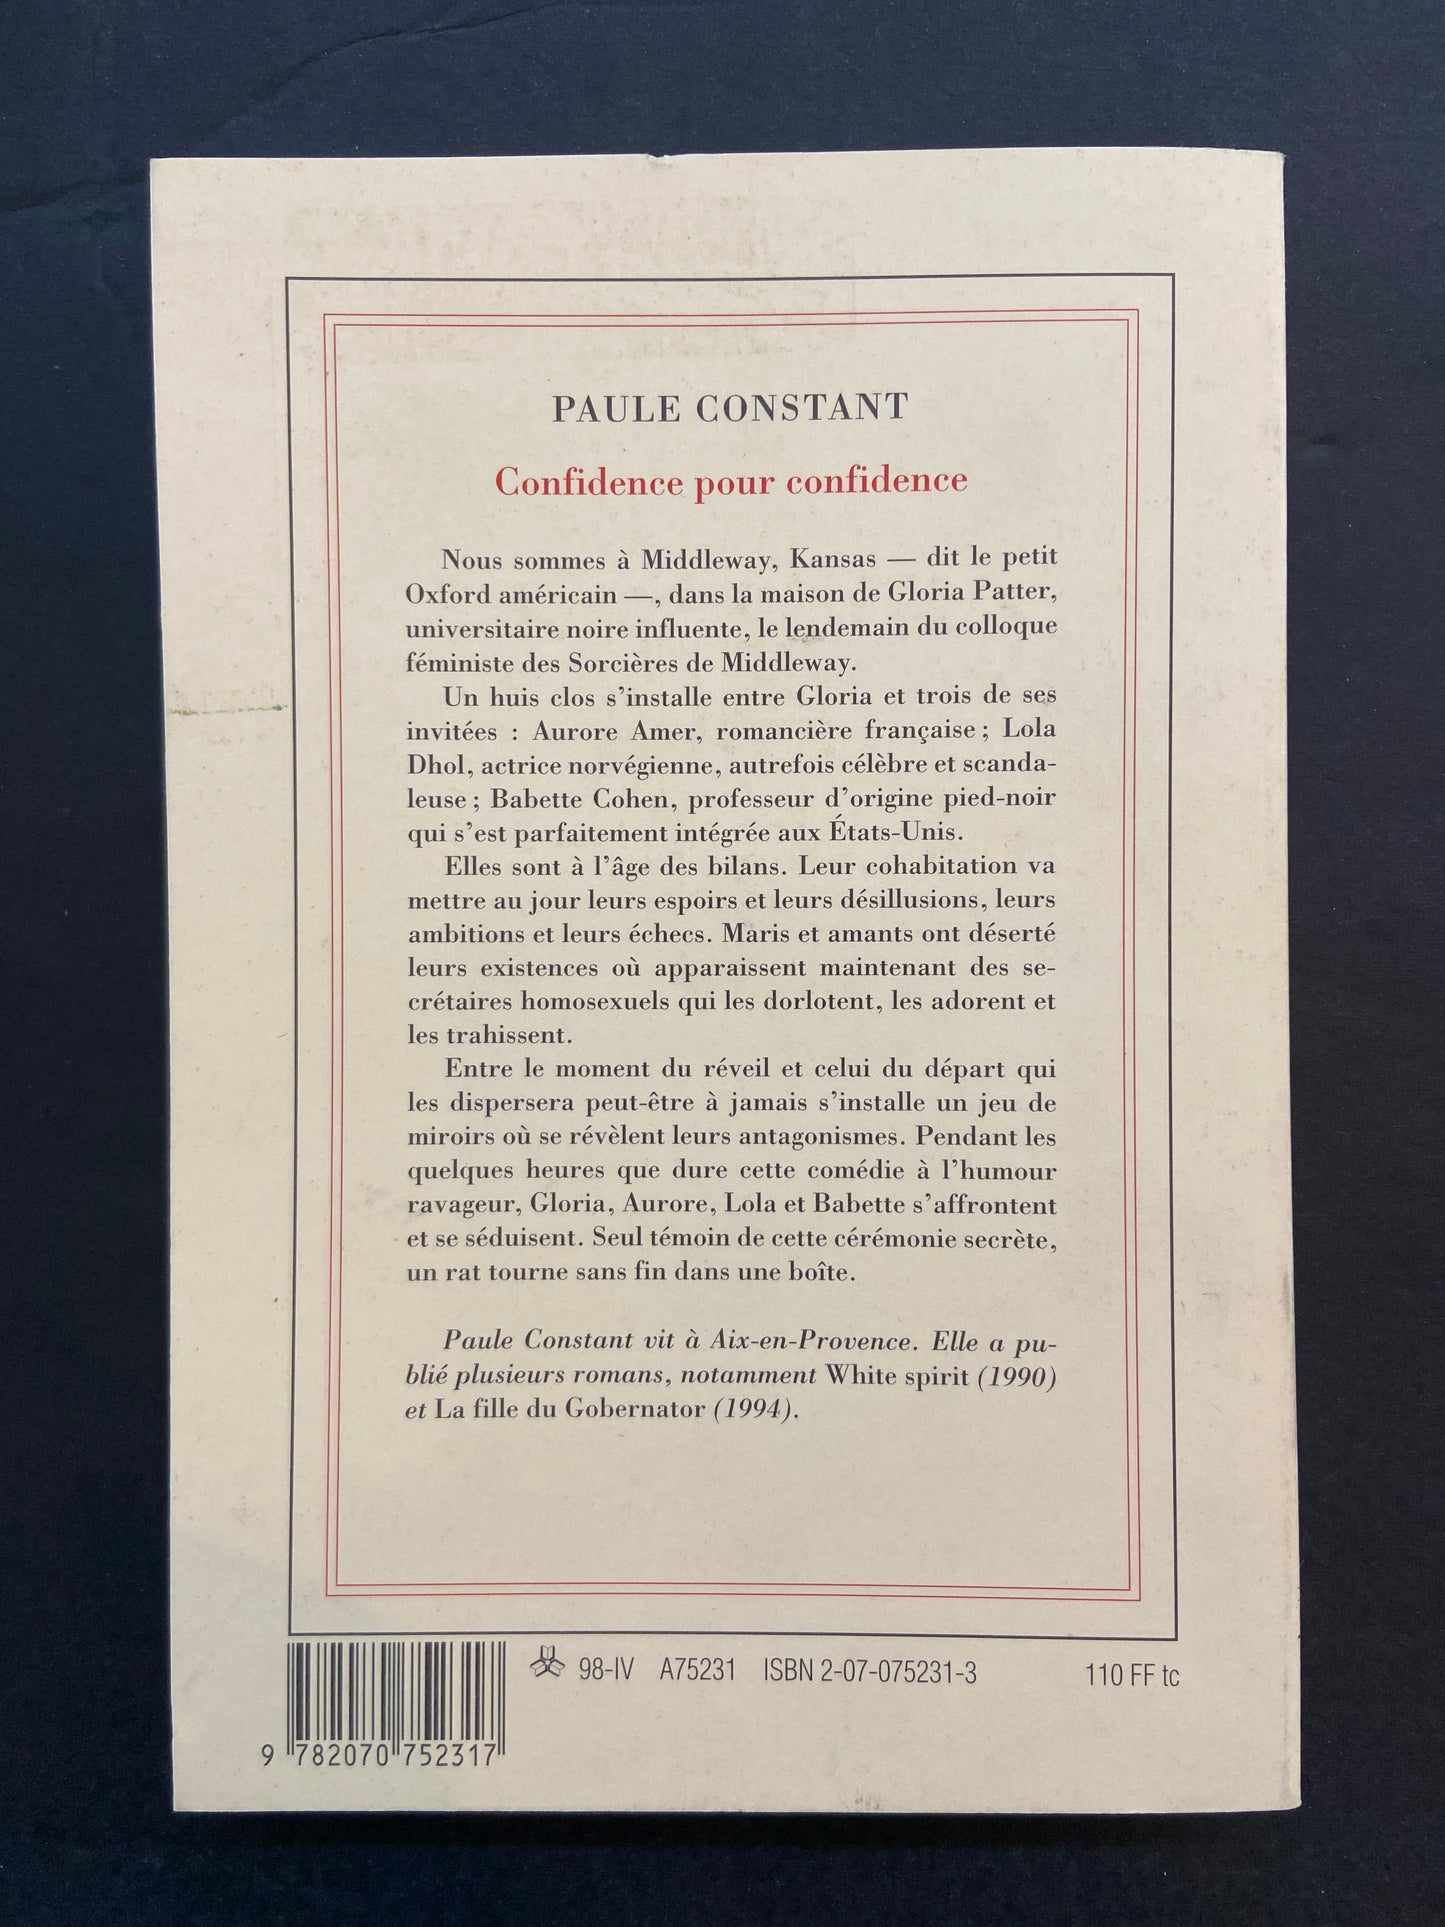 PAULE CONSTANT
Confidence pour confidence
Nous sommes à Middleway, Kansas — dit le petit
Oxford américain —, dans la maison de Gloria Patter,
universitaire noire influente, le lendemain du colloque
féministe des Sorcières de Middleway.
Un huis clos s'installe entre Gloria et trois de ses
invitées : Aurore Amer, romancière française ; Lola
Dhol, actrice norvégienne, autrefois célèbre et scanda-
leuse ; Babette Cohen, professeur d'origine pied-noir
qui s'est parfaitement intégrée aux États-Unis.
Elles sont à l'âge des bilans. Leur cohabitation va
mettre au jour leurs espoirs et leurs désillusions, leurs
ambitions et leurs échecs. Maris et amants ont déserté
leurs existences où apparaissent maintenant des se-
crétaires homosexuels qui les dorlotent, les adorent et
les trahissent.
Entre le moment du réveil et celui du départ qui
les dispersera peut-être à jamais s'installe un jeu de
miroirs où se révèlent leurs antagonismes. Pendant les
quelques heures que dure cette comédie à l'humour
ravageur, Gloria, Aurore, Lola et Babette s'affrontent
et se séduisent. Seul témoin de cette cérémonie secrète,
un rat tourne sans fin dans une boîte.
Paule Constant vit à Aix-en-Provence. Elle a pu-
blié plusieurs romans, notamment White spirit (1990)
et La fille du Gobernator (1994).
98-IV A75231 ISBN 2-07-075231-3 110 FF tc
9 782070 752317